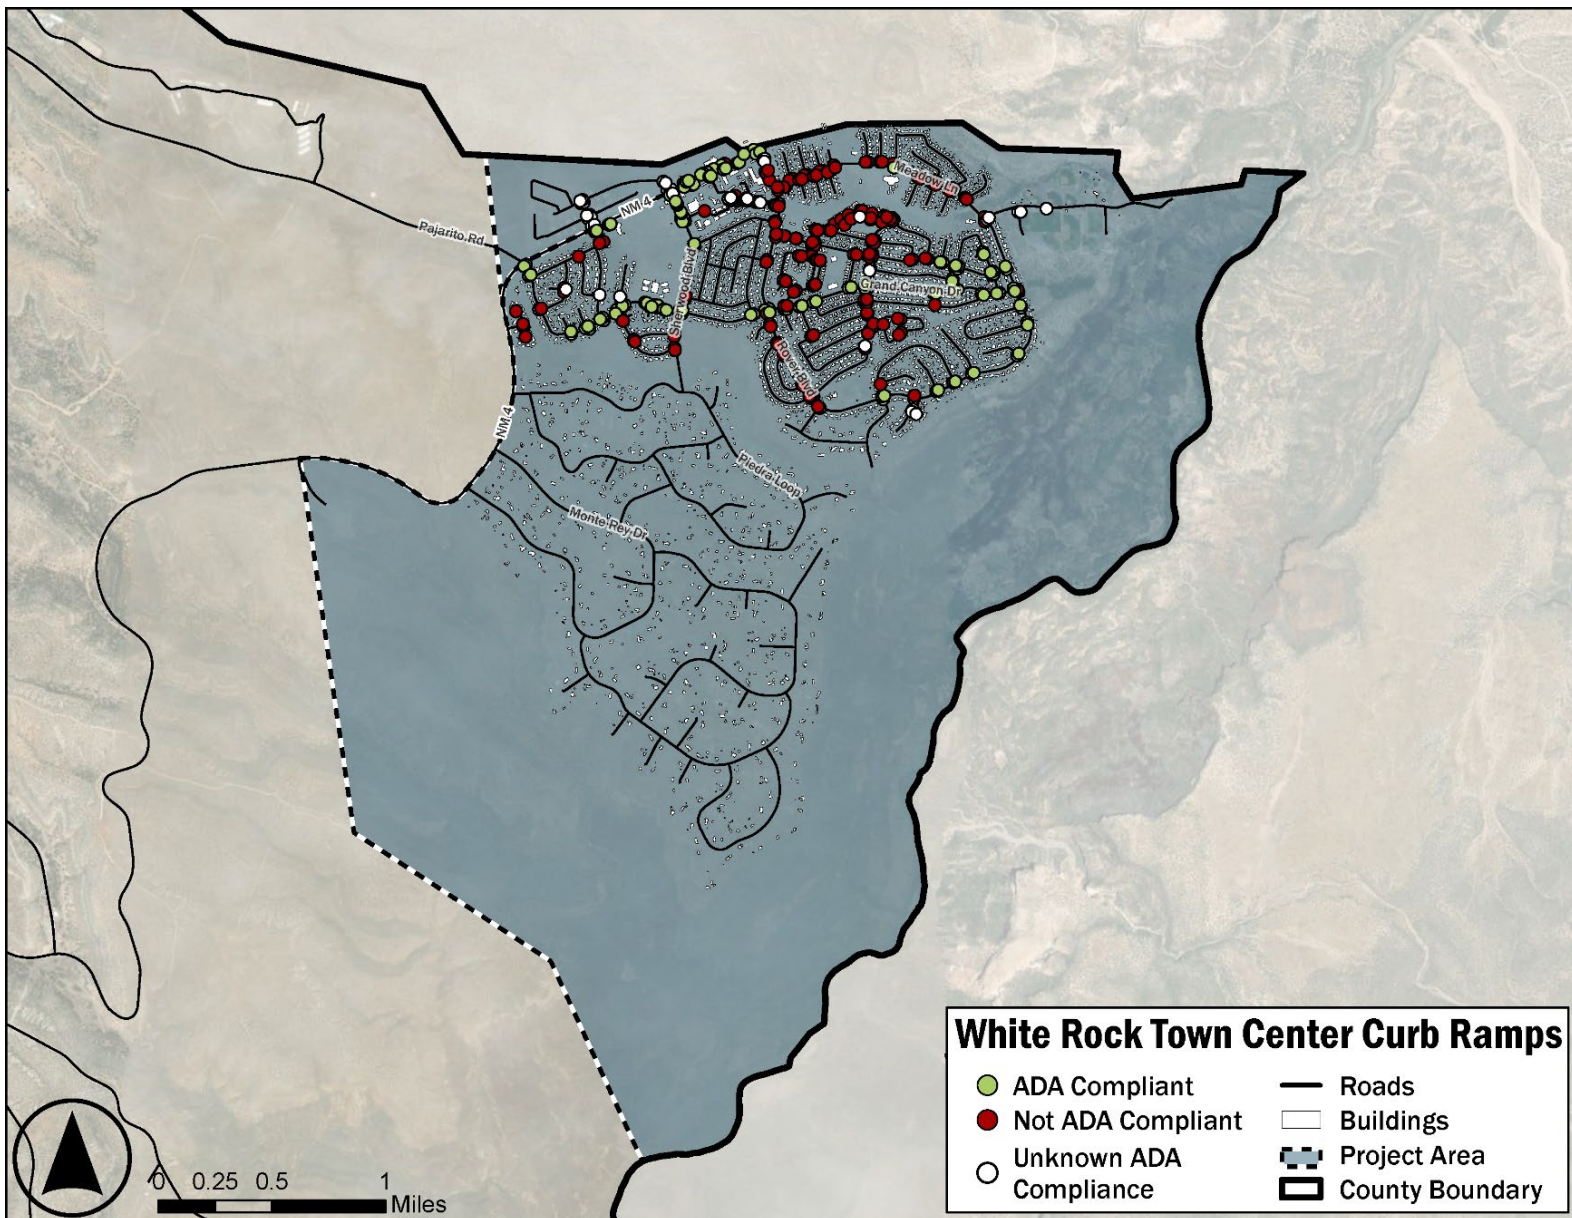 Meadow Ln
NM 4
Pajarito Rd
Sherwood Blvd
Grand Canyon Dr
Rover Blvd
NM 4
Piedra Loop
Monte Rey Dr
White Rock Town Center Curb Ramps
ADA Compliant
Not ADA Compliant
Unknown ADA
Compliance
Roads
Buildings
Project Area
County Boundary
0 0.25 0.5 1
Miles